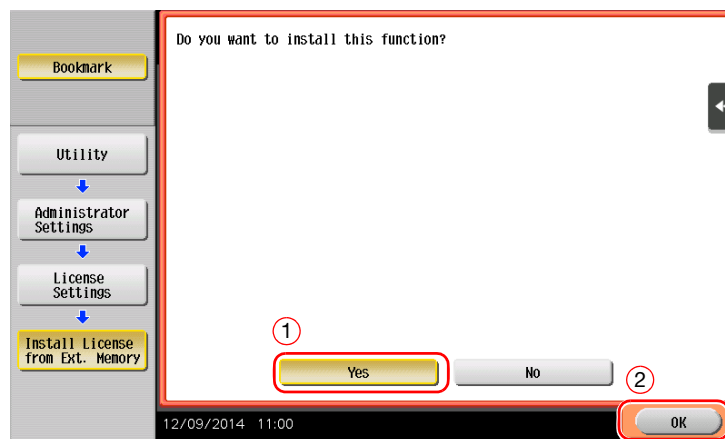 Do you want to install this function?
Bookmark
Utility
Administrator
Settings
License
Settings
Install License
from Ext. Memory
1
Yes
No
2
12/09/2014 11:00
OK